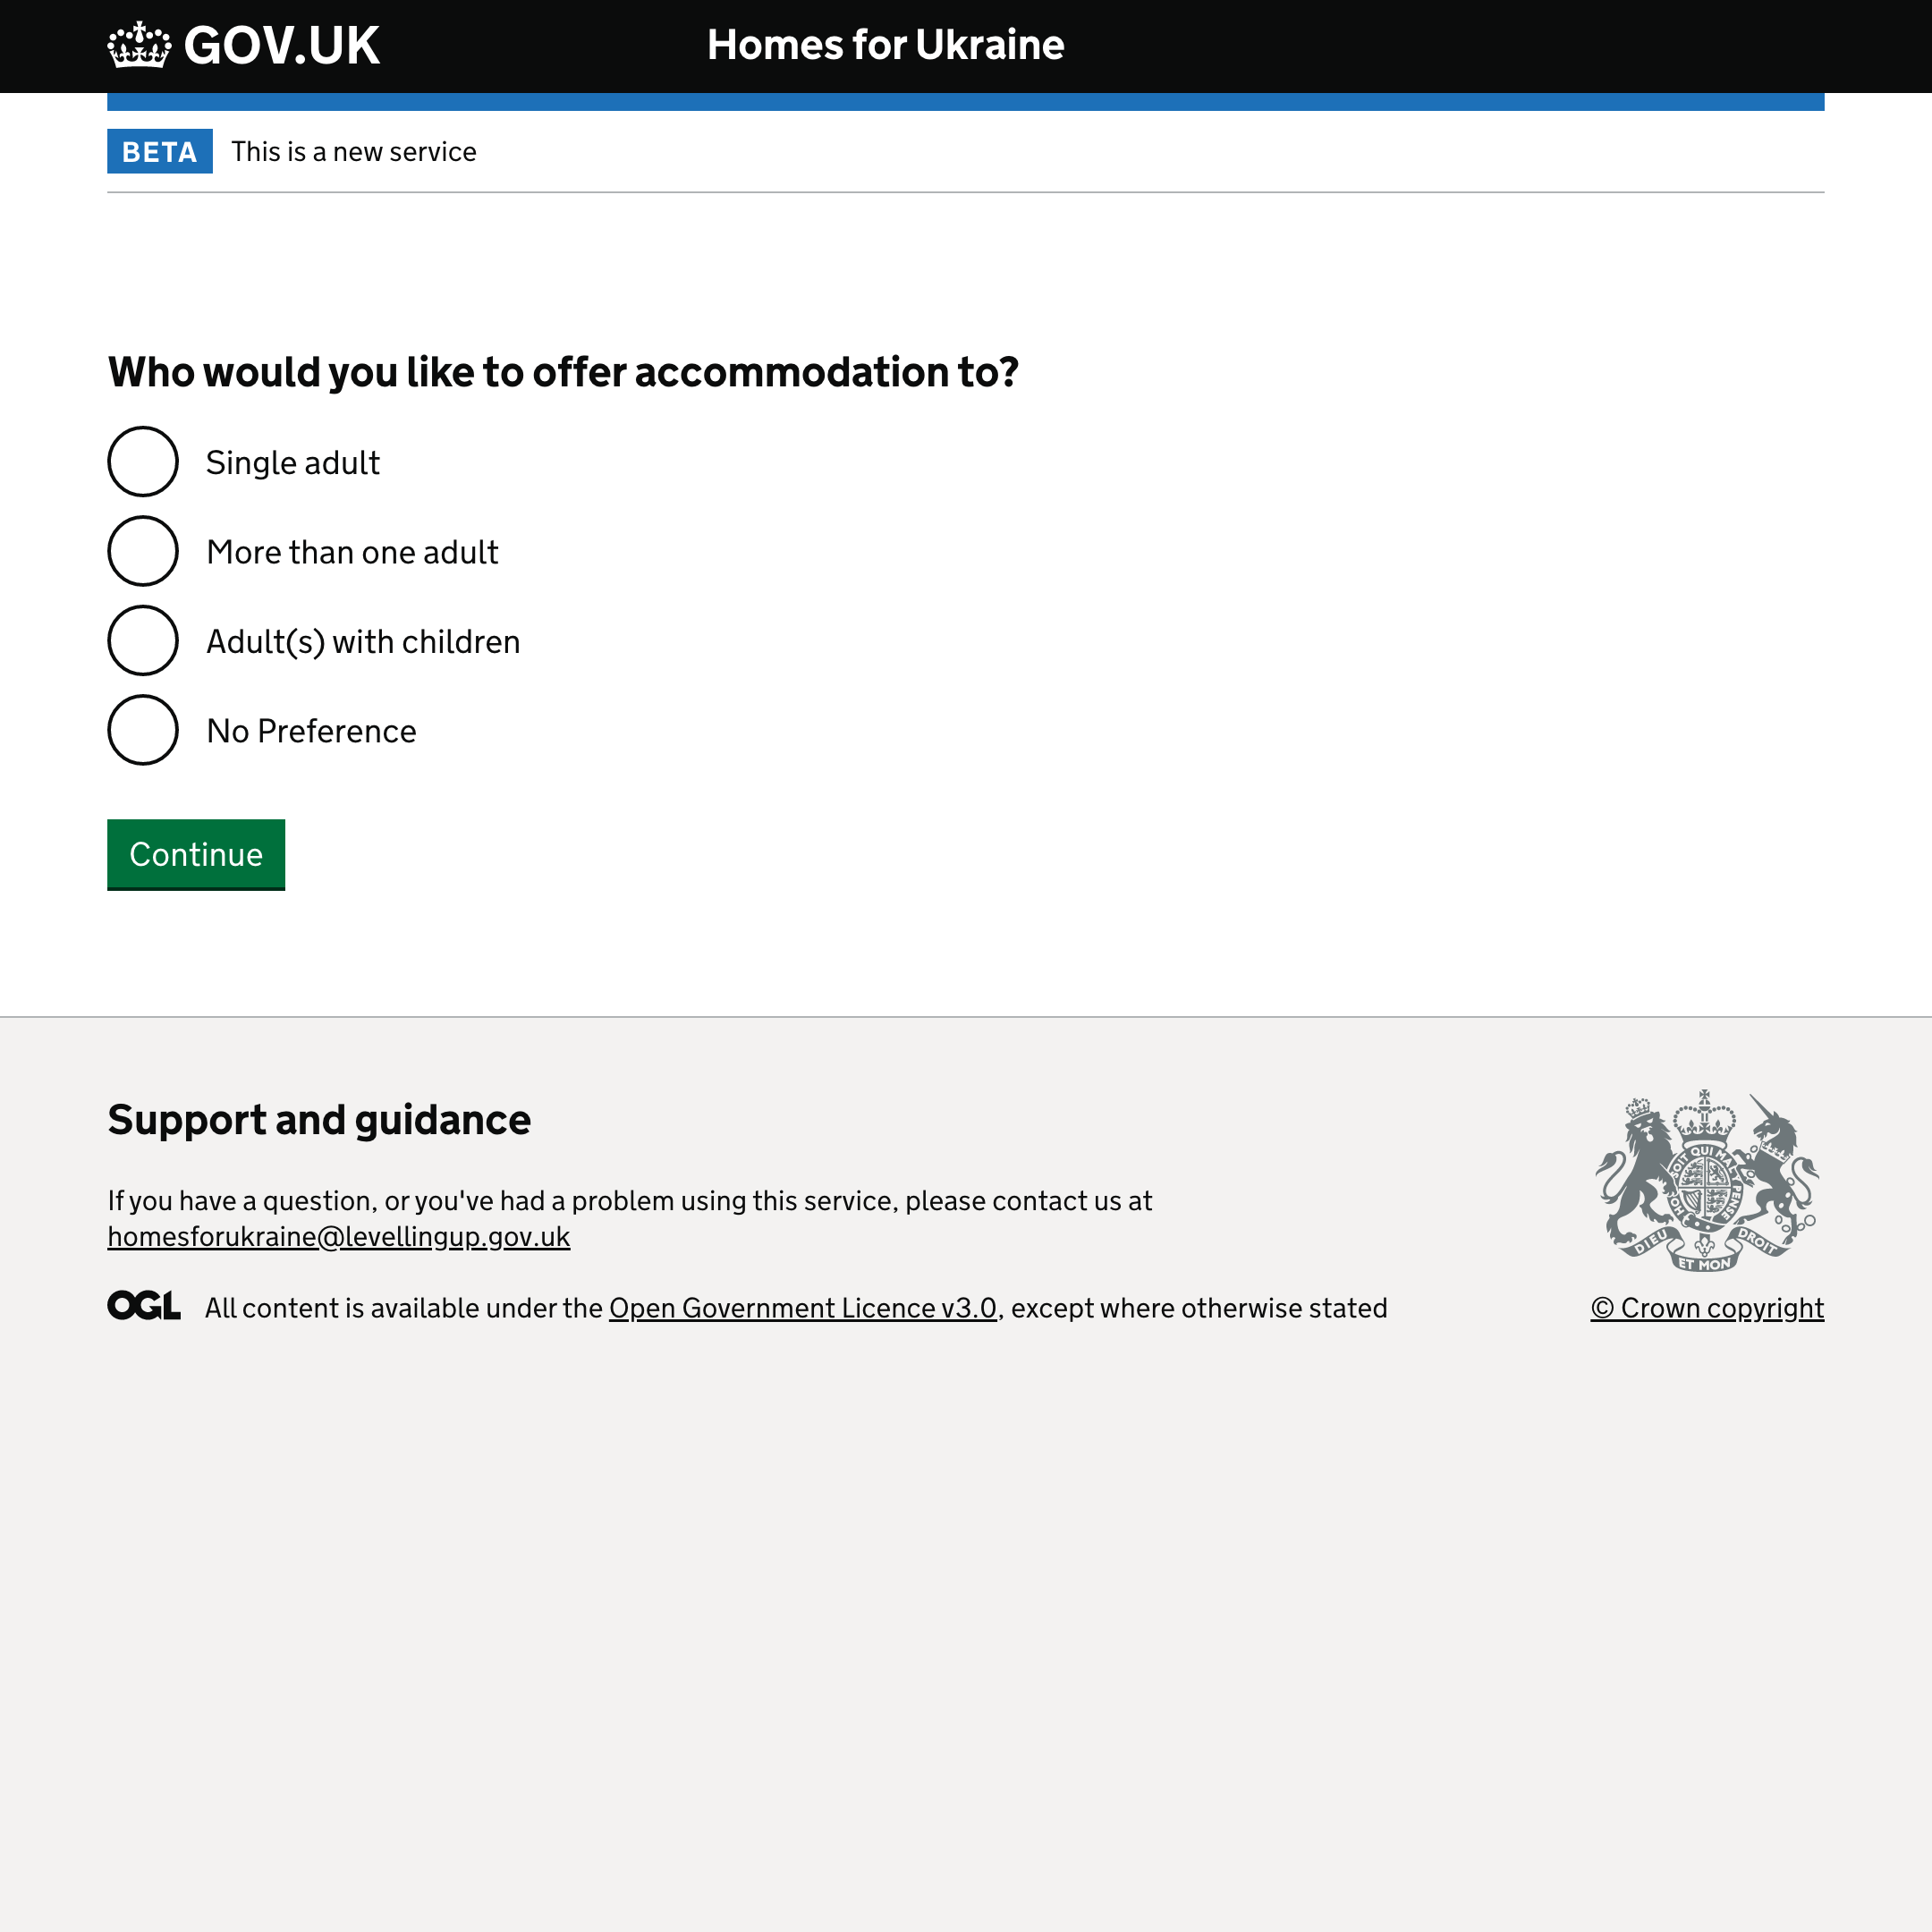 GOV.UK
Homes for Ukraine
BETA This is a new service
Who would you like to offer accommodation to?
Single adult
More than one adult
Adult(s) with children
No Preference
Continue
Support and guidance
If you have a question, or you've had a problem using this service, please contact us at
homesforukraine@levellingup.gov.uk
SOIT QUI MAL Y PENSE
HON
DIEU ET MON DROIT
OGL All content is available under the Open Government Licence v3.0, except where otherwise stated
© Crown copyright